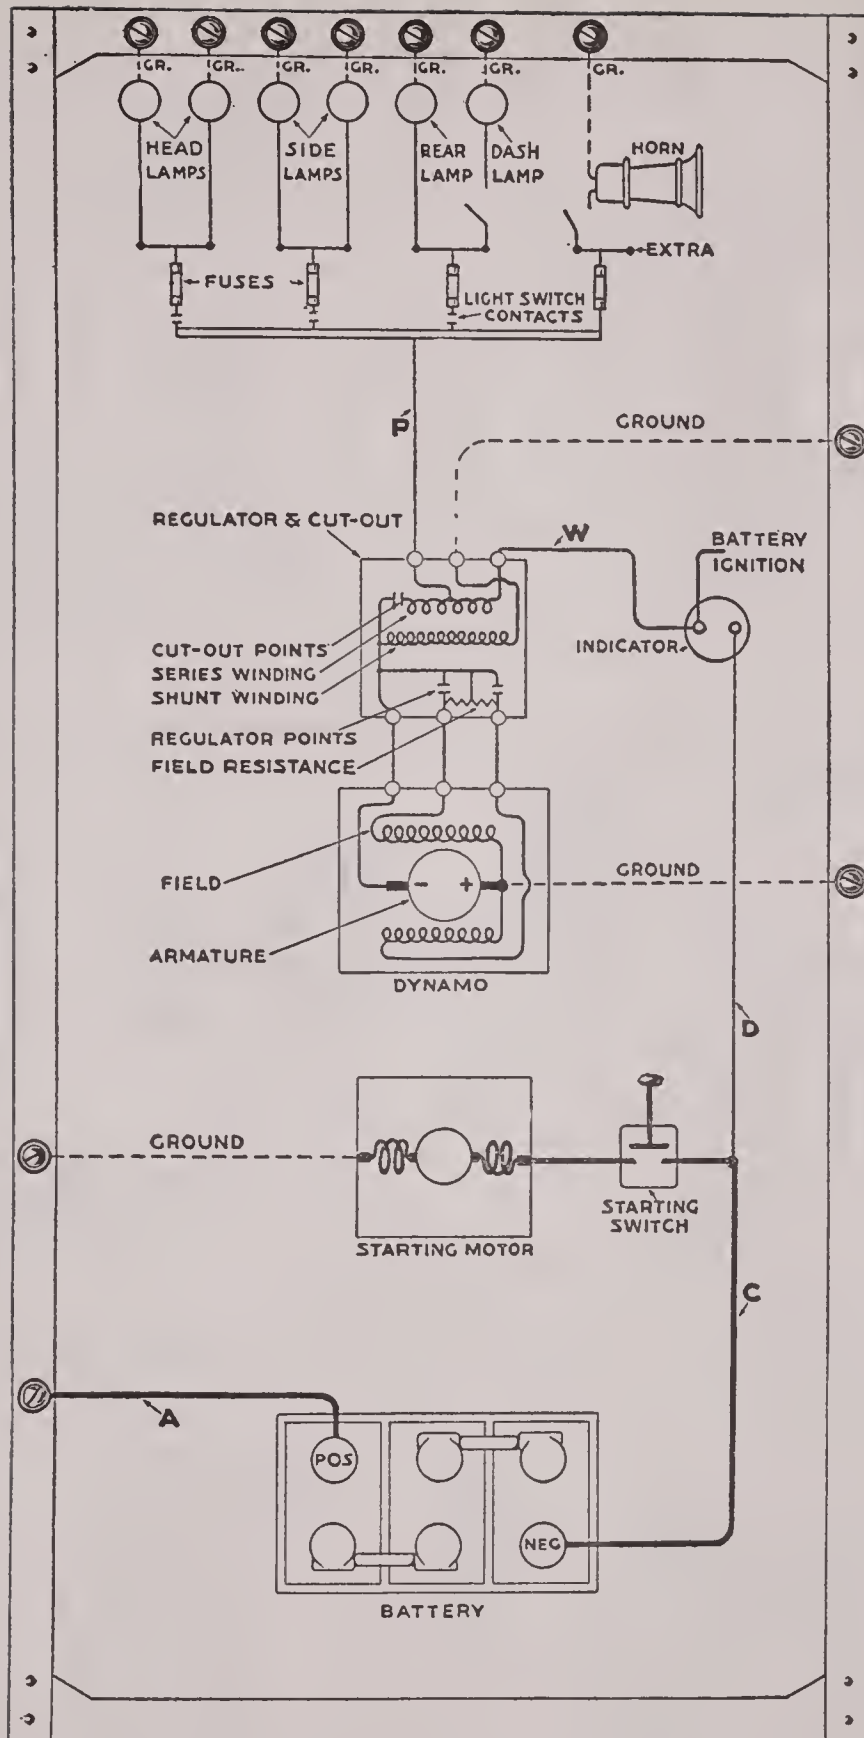 GR. GR. GR. GR. GR. GR. GR.
HEAD LAMPS
SIDE LAMPS
REAR LAMP
DASH LAMP
HORN
EXTRA
FUSES
LIGHT SWITCH CONTACTS
P
GROUND
REGULATOR & CUT-OUT
W
BATTERY IGNITION
INDICATOR
CUT-OUT POINTS
SERIES WINDING
SHUNT WINDING
REGULATOR POINTS
FIELD RESISTANCE
FIELD
- +
GROUND
ARMATURE
DYNAMO
D
GROUND
STARTING SWITCH
STARTING MOTOR
C
A
POS
NEG
BATTERY